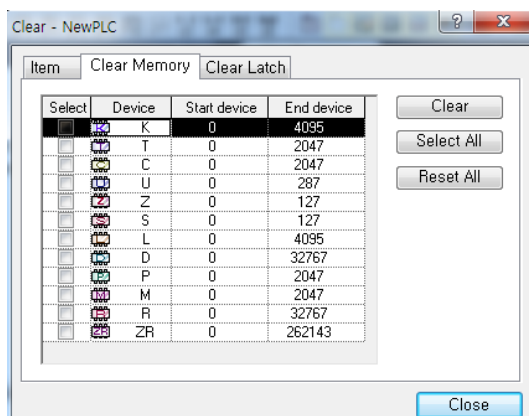 Clear - NewPLC
?
x
Item
Clear Memory
Clear Latch
Select Device Start device End device
K K 0 4095
T T 0 2047
C C 0 2047
U U 0 287
Z Z 0 127
S S 0 127
L L 0 4095
D D 0 32767
P P 0 2047
M M 0 2047
R R 0 32767
ZR ZR 0 262143
Clear
Select All
Reset All
Close